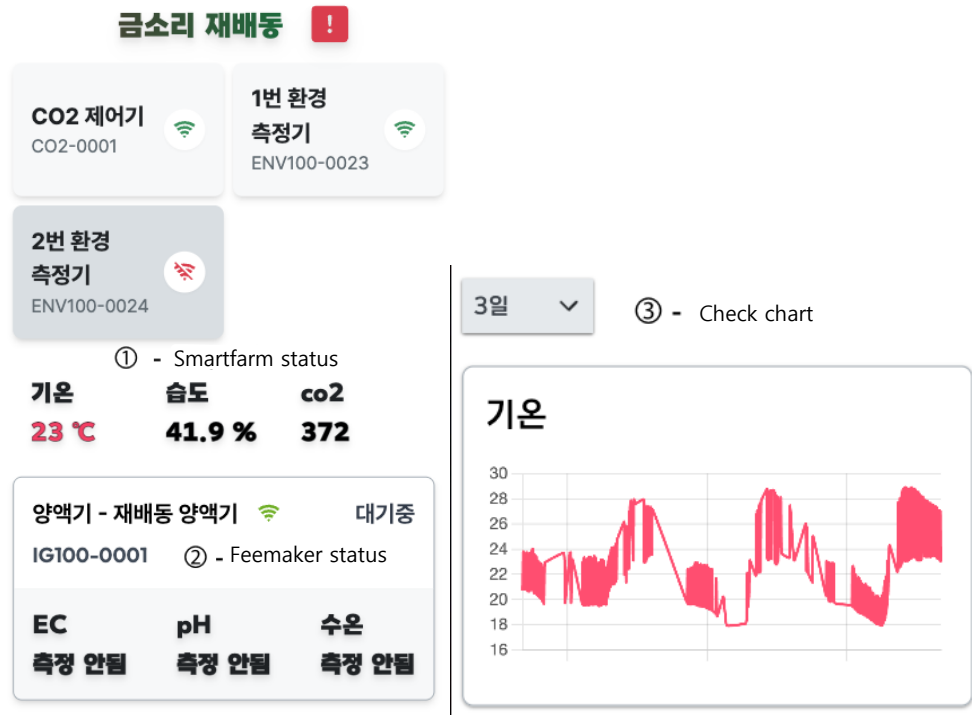 금소리 재배동 !
CO2 제어기
CO2-0001
1번 환경
측정기
ENV100-0023
2번 환경
측정기
ENV100-0024
① - Smartfarm status
기온 습도 co2
23 ℃ 41.9 % 372
양액기 - 재배동 양액기 대기중
IG100-0001 ② - Feemaker status
EC pH 수온
측정 안됨 측정 안됨 측정 안됨
3일
③ - Check chart
기온
30
28
26
24
22
20
18
16